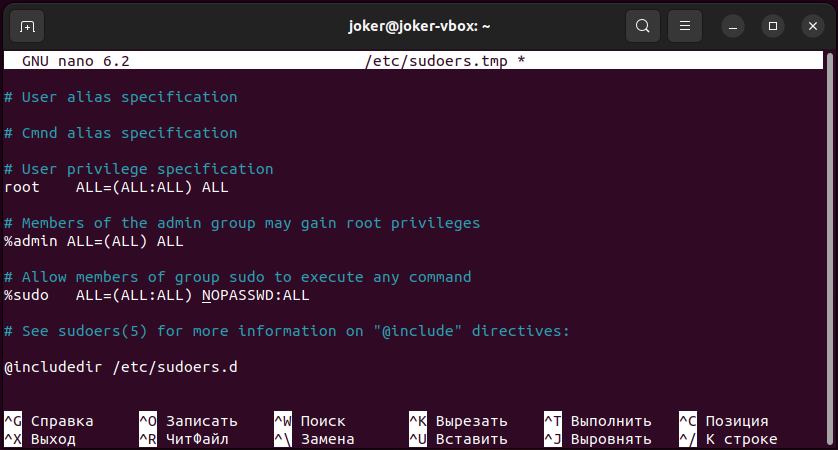 joker@joker-vbox: ~
GNU nano 6.2 /etc/sudoers.tmp *
# User alias specification
# Cmnd alias specification
# User privilege specification
root ALL=(ALL:ALL) ALL
# Members of the admin group may gain root privileges
%admin ALL=(ALL) ALL
# Allow members of group sudo to execute any command
%sudo ALL=(ALL:ALL) NOPASSWD:ALL
# See sudoers(5) for more information on "@include" directives:
@includedir /etc/sudoers.d
^G Справка ^O Записать ^W Поиск ^K Вырезать ^T Выполнить ^C Позиция
^X Выход ^R ЧитФайл ^\ Замена ^U Вставить ^J Выровнять ^/ К строке